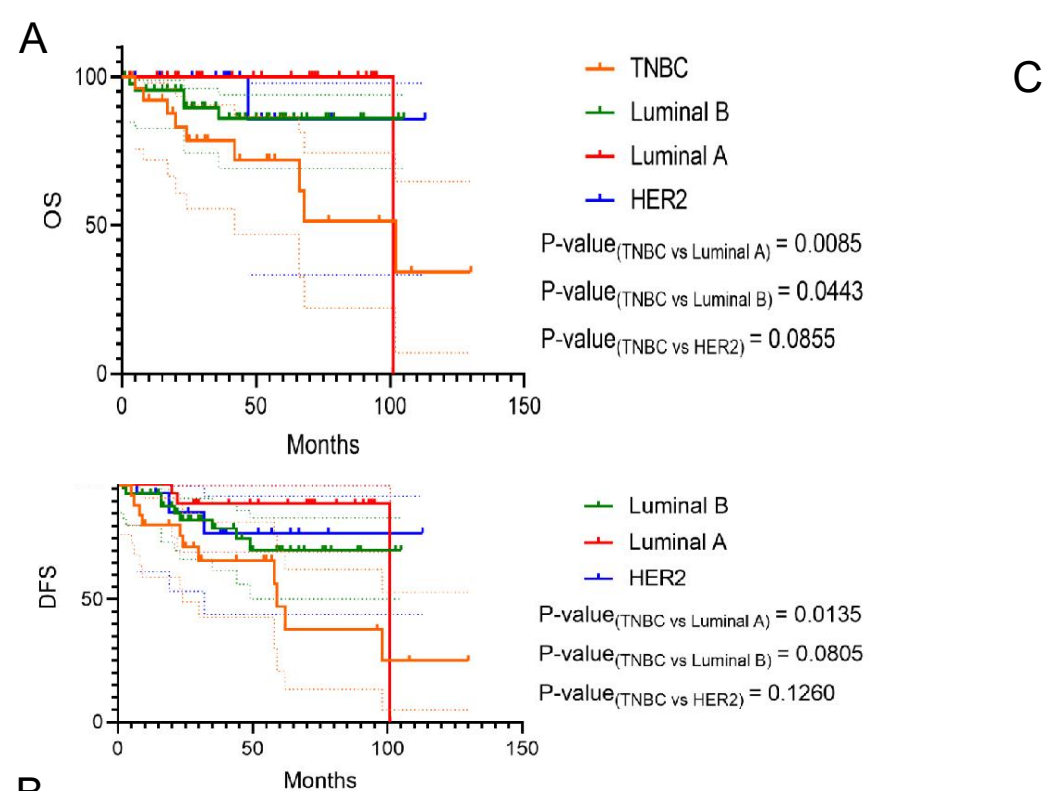 A
C
OS
100
50
0
0 50 100 150
Months
TNBC
Luminal B
Luminal A
HER2
P-value(TNBC vs Luminal A) = 0.0085
P-value(TNBC vs Luminal B) = 0.0443
P-value(TNBC vs HER2) = 0.0855
DFS
50
0
0 50 100 150
Months
Luminal B
Luminal A
HER2
P-value(TNBC vs Luminal A) = 0.0135
P-value(TNBC vs Luminal B) = 0.0805
P-value(TNBC vs HER2) = 0.1260